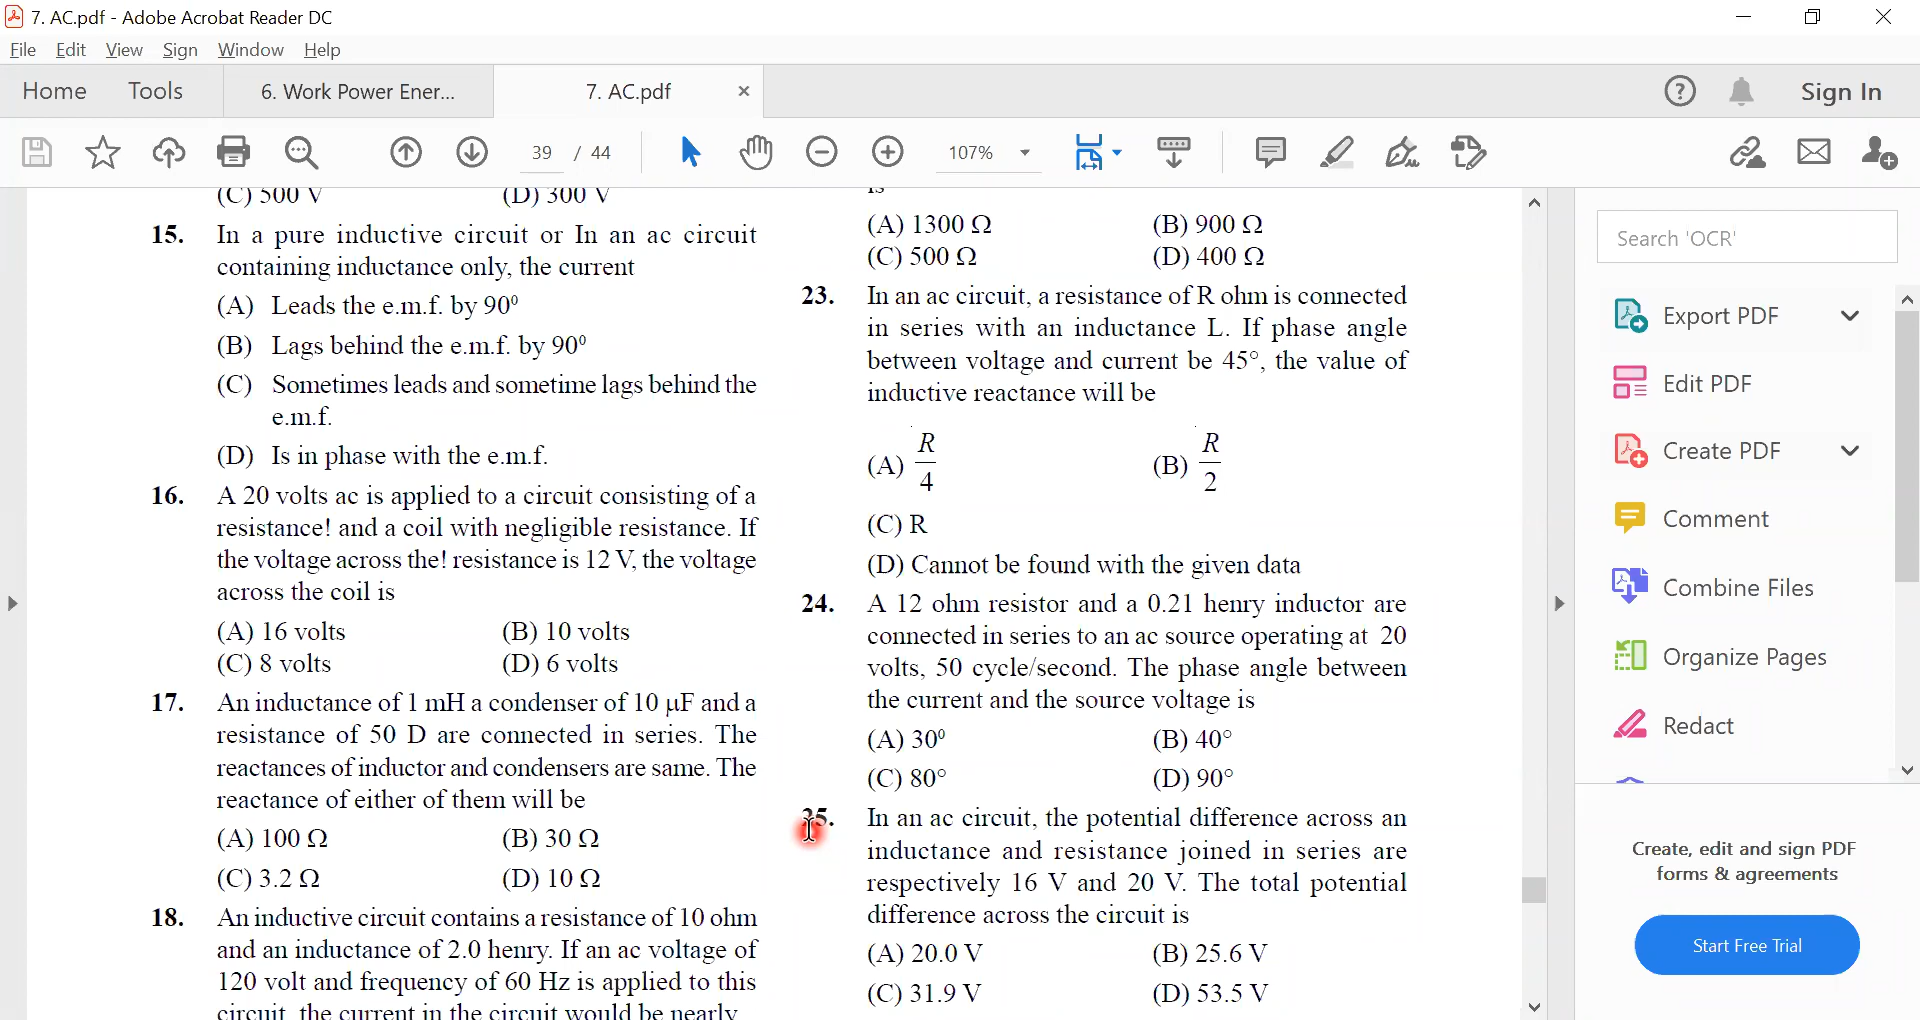 7. AC.pdf - Adobe Acrobat Reader DC
File Edit View Sign Window Help
Home Tools 6. Work Power Ener... 7. AC.pdf Sign In
39 / 44 107%
(C) 500 V (D) 300 V
15. In a pure inductive circuit or In an ac circuit
containing inductance only, the current
(A) Leads the e.m.f. by 90⁰
(B) Lags behind the e.m.f. by 90⁰
(C) Sometimes leads and sometime lags behind the
e.m.f.
(D) Is in phase with the e.m.f.
16. A 20 volts ac is applied to a circuit consisting of a
resistance! and a coil with negligible resistance. If
the voltage across the! resistance is 12 V, the voltage
across the coil is
(A) 16 volts (B) 10 volts
(C) 8 volts (D) 6 volts
17. An inductance of 1 mH a condenser of 10 μF and a
resistance of 50 D are connected in series. The
reactances of inductor and condensers are same. The
reactance of either of them will be
(A) 100 Ω (B) 30 Ω
(C) 3.2 Ω (D) 10 Ω
18. An inductive circuit contains a resistance of 10 ohm
and an inductance of 2.0 henry. If an ac voltage of
120 volt and frequency of 60 Hz is applied to this
circuit, the current in the circuit would be nearly
is
(A) 1300 Ω (B) 900 Ω
(C) 500 Ω (D) 400 Ω
23. In an ac circuit, a resistance of R ohm is connected
in series with an inductance L. If phase angle
between voltage and current be 45°, the value of
inductive reactance will be
(A) R/4 (B) R/2
(C) R
(D) Cannot be found with the given data
24. A 12 ohm resistor and a 0.21 henry inductor are
connected in series to an ac source operating at 20
volts, 50 cycle/second. The phase angle between
the current and the source voltage is
(A) 30⁰ (B) 40°
(C) 80° (D) 90°
25. In an ac circuit, the potential difference across an
inductance and resistance joined in series are
respectively 16 V and 20 V. The total potential
difference across the circuit is
(A) 20.0 V (B) 25.6 V
(C) 31.9 V (D) 53.5 V
Search 'OCR'
Export PDF
Edit PDF
Create PDF
Comment
Combine Files
Organize Pages
Redact
Create, edit and sign PDF
forms & agreements
Start Free Trial